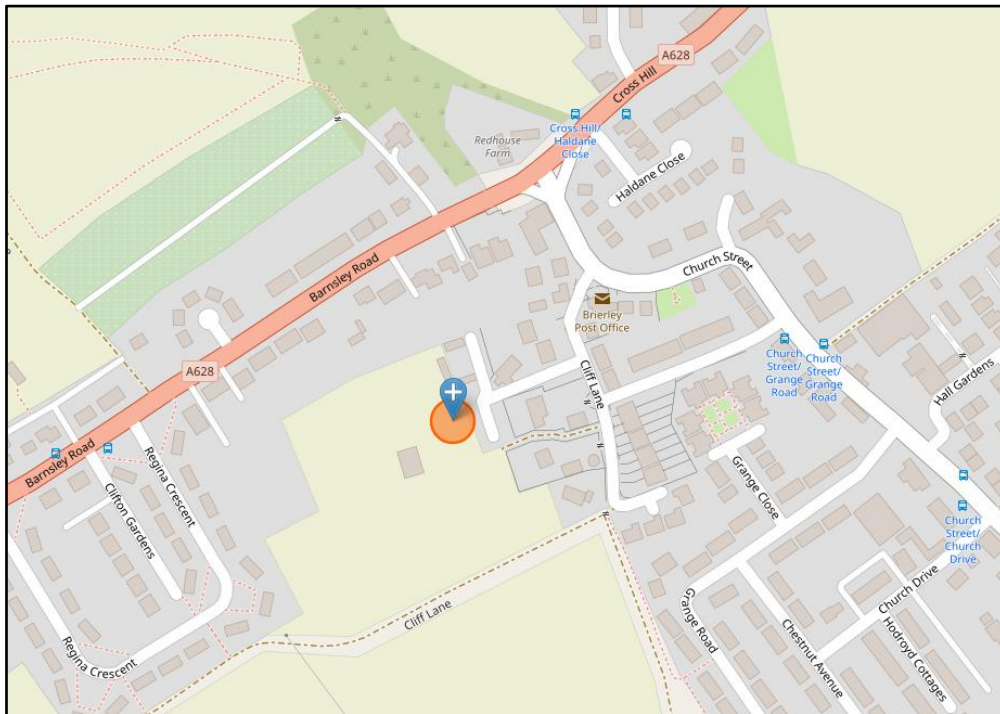 A628
Cross Hill
Cross Hill/
Haldane
Close
Redhouse
Farm
Haldane Close
Barnsley Road
Church Street
Brierley
Post Office
A628
Cliff Lane
Church
Street/
Grange
Road
Church
Street/
Grange
Road
Hall Gardens
Barnsley Road
Regina Crescent
Clifton Gardens
Grange Close
Church
Street/
Church
Drive
Cliff Lane
Church Drive
Grange Road
Chestnut Avenue
Hodroyd Cottages
Regina Crescent